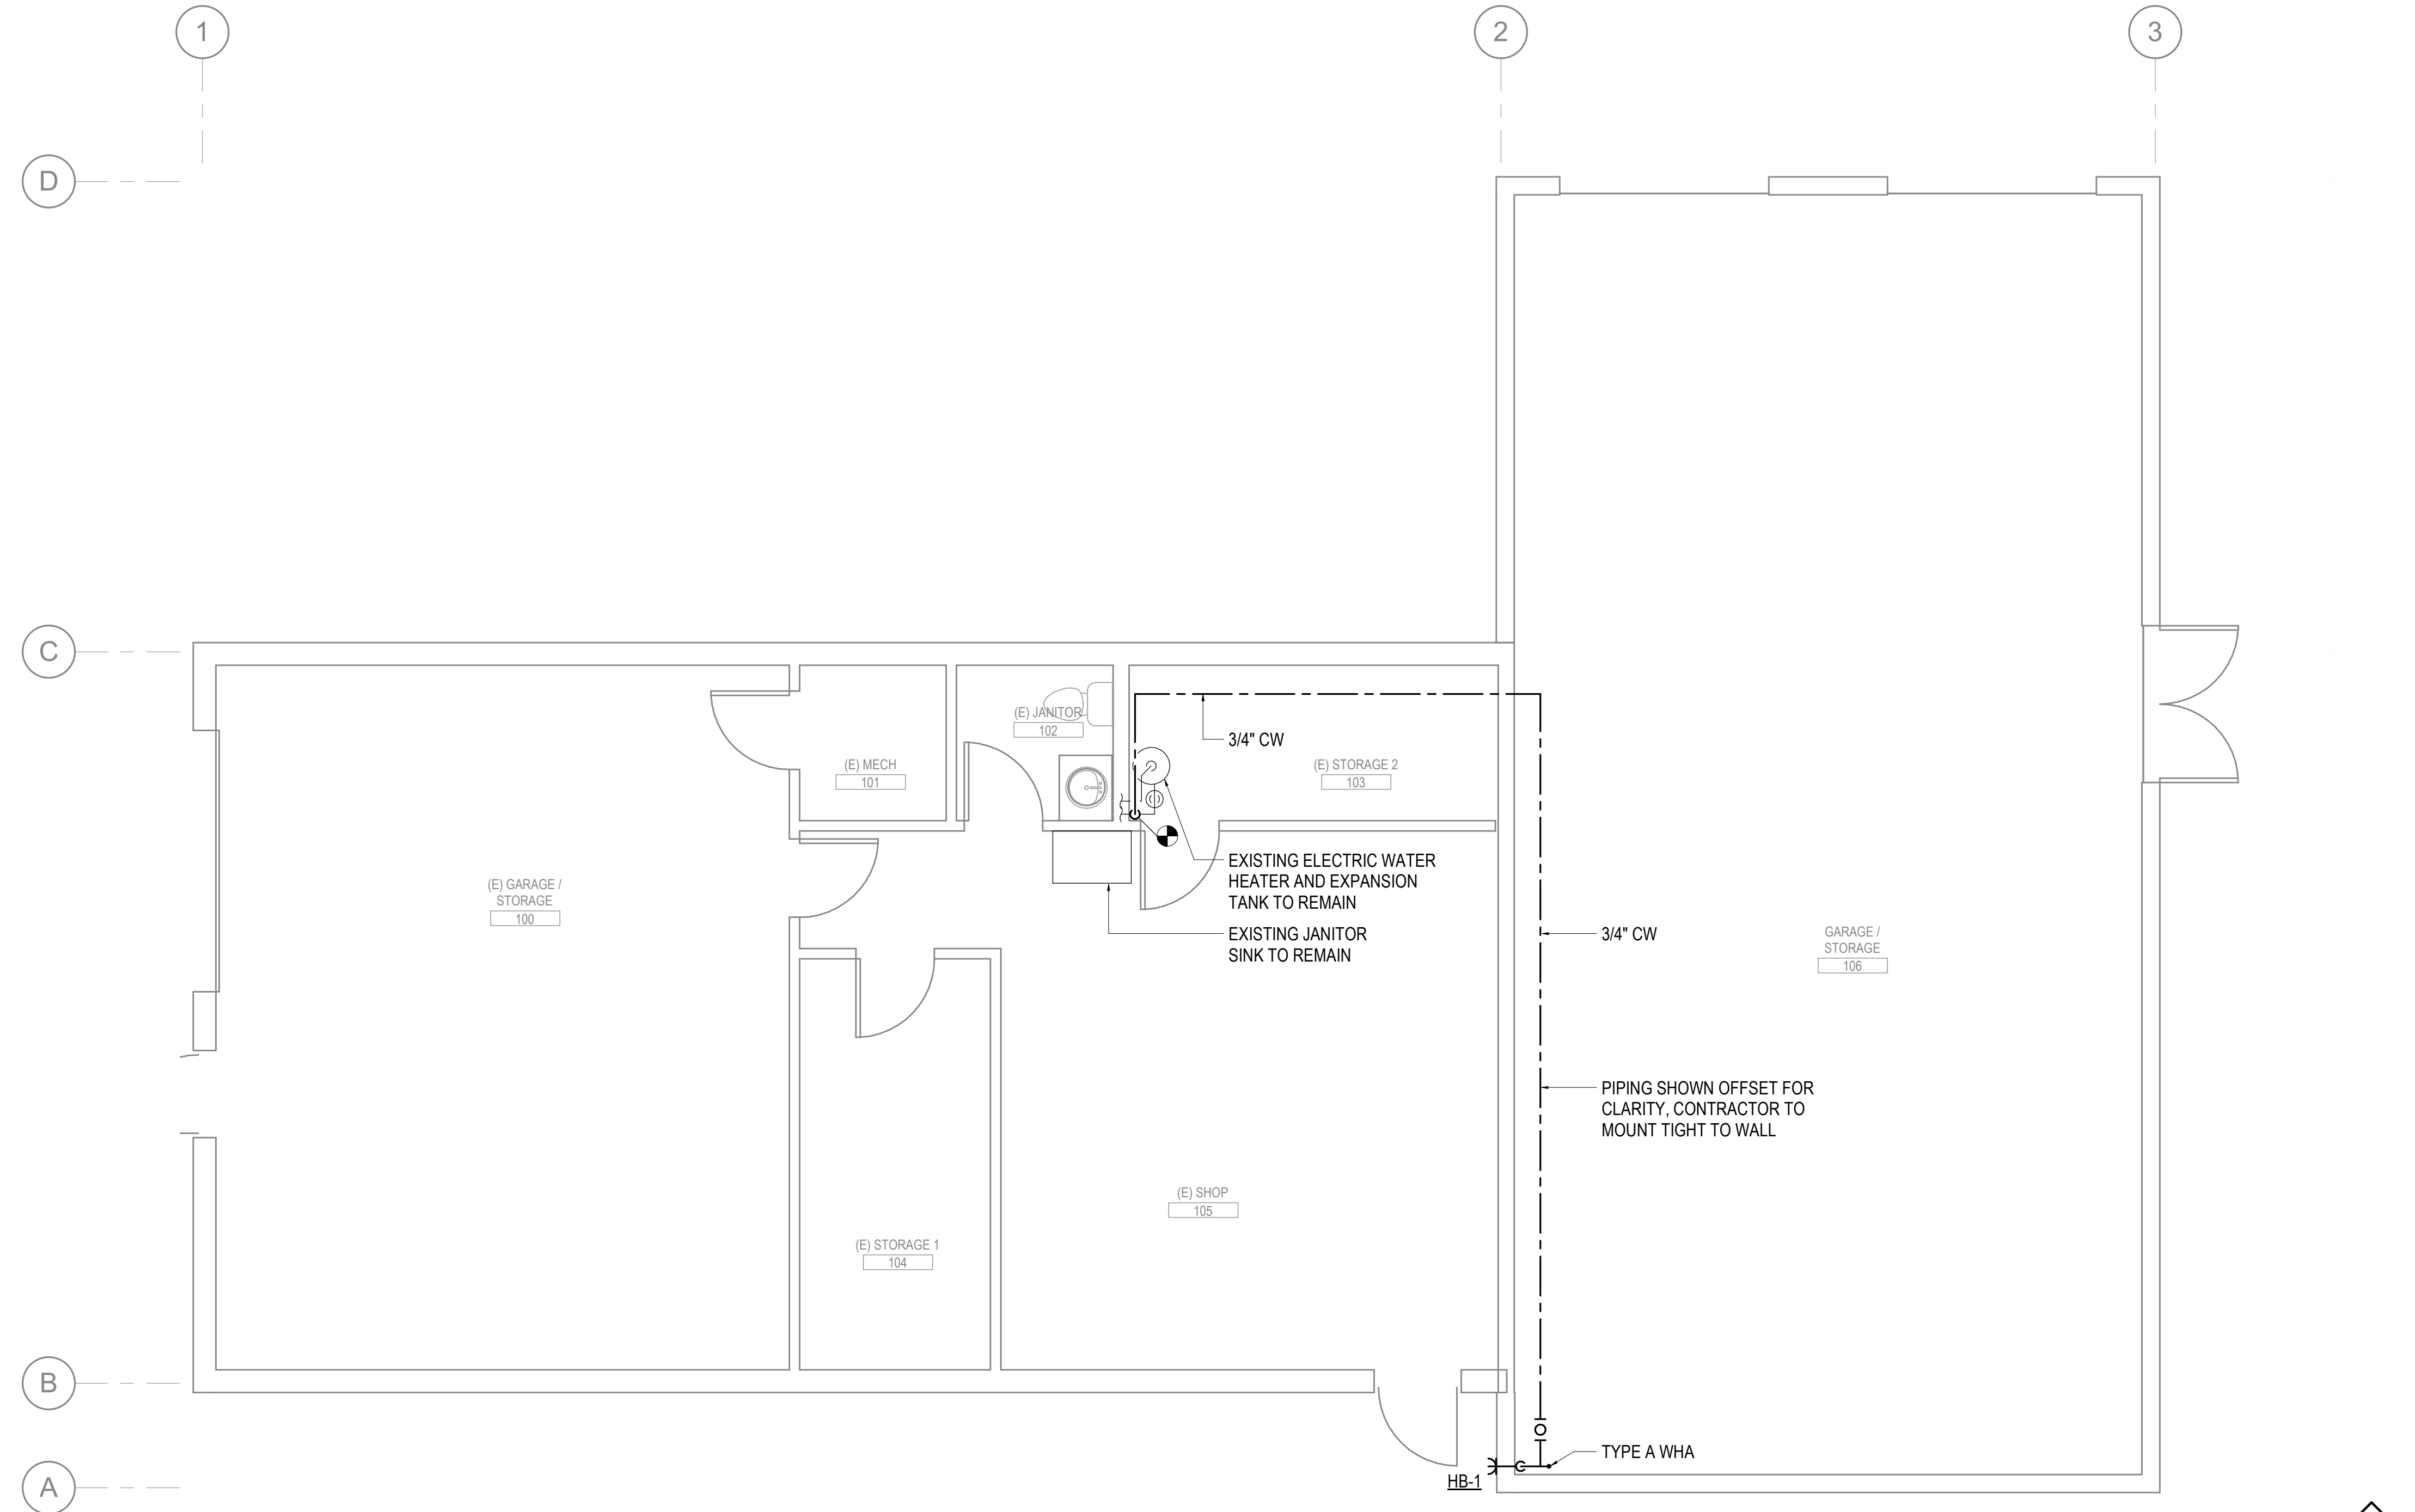 1
2
3
D
C
B
A
(E) JANITOR
102
3/4" CW
(E) MECH
101
(E) STORAGE 2
103
EXISTING ELECTRIC WATER
HEATER AND EXPANSION
TANK TO REMAIN
(E) GARAGE /
STORAGE
100
EXISTING JANITOR
SINK TO REMAIN
3/4" CW
GARAGE /
STORAGE
106
PIPING SHOWN OFFSET FOR
CLARITY, CONTRACTOR TO
MOUNT TIGHT TO WALL
(E) SHOP
105
(E) STORAGE 1
104
TYPE A WHA
HB-1